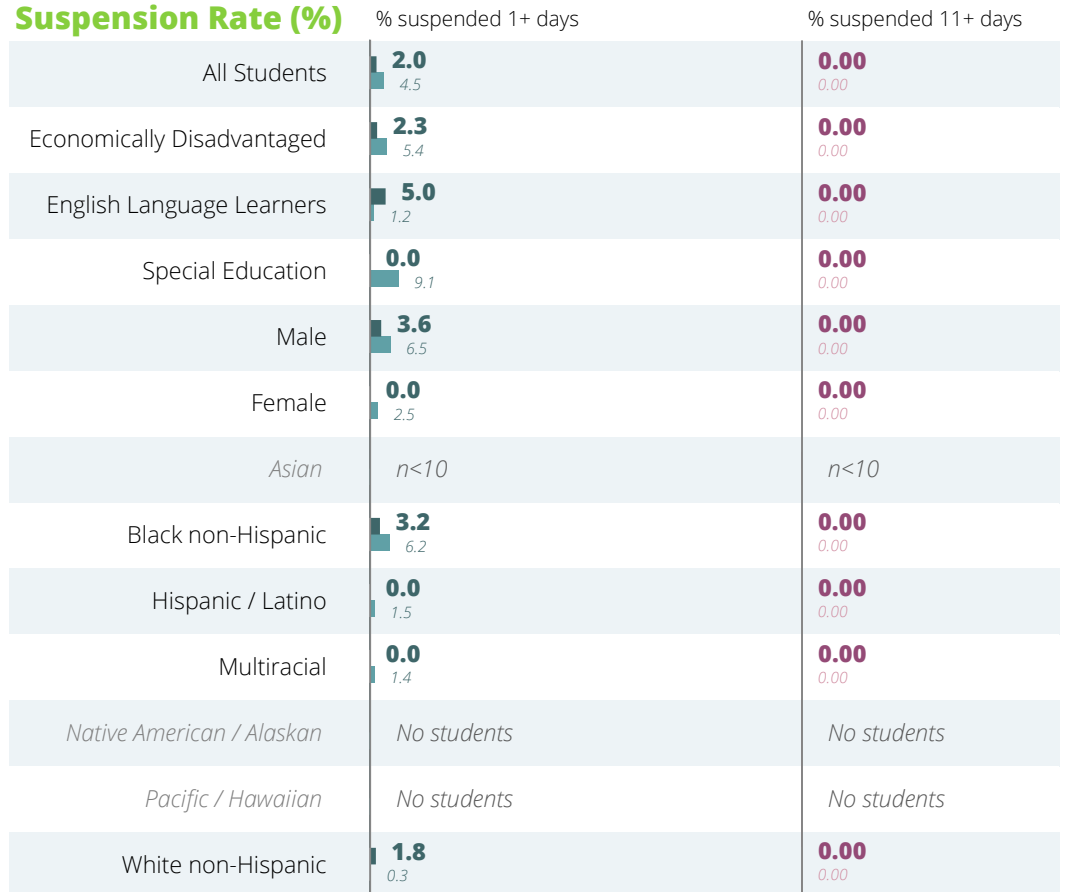 Suspension Rate (%) % suspended 1+ days % suspended 11+ days
All Students 2.0 0.00
4.5 0.00
Economically Disadvantaged 2.3 0.00
5.4 0.00
English Language Learners 5.0 0.00
1.2 0.00
Special Education 0.0 0.00
9.1 0.00
Male 3.6 0.00
6.5 0.00
Female 0.0 0.00
2.5 0.00
Asian n<10 n<10
Black non-Hispanic 3.2 0.00
6.2 0.00
Hispanic / Latino 0.0 0.00
1.5 0.00
Multiracial 0.0 0.00
1.4 0.00
Native American / Alaskan No students No students
Pacific / Hawaiian No students No students
White non-Hispanic 1.8 0.00
0.3 0.00